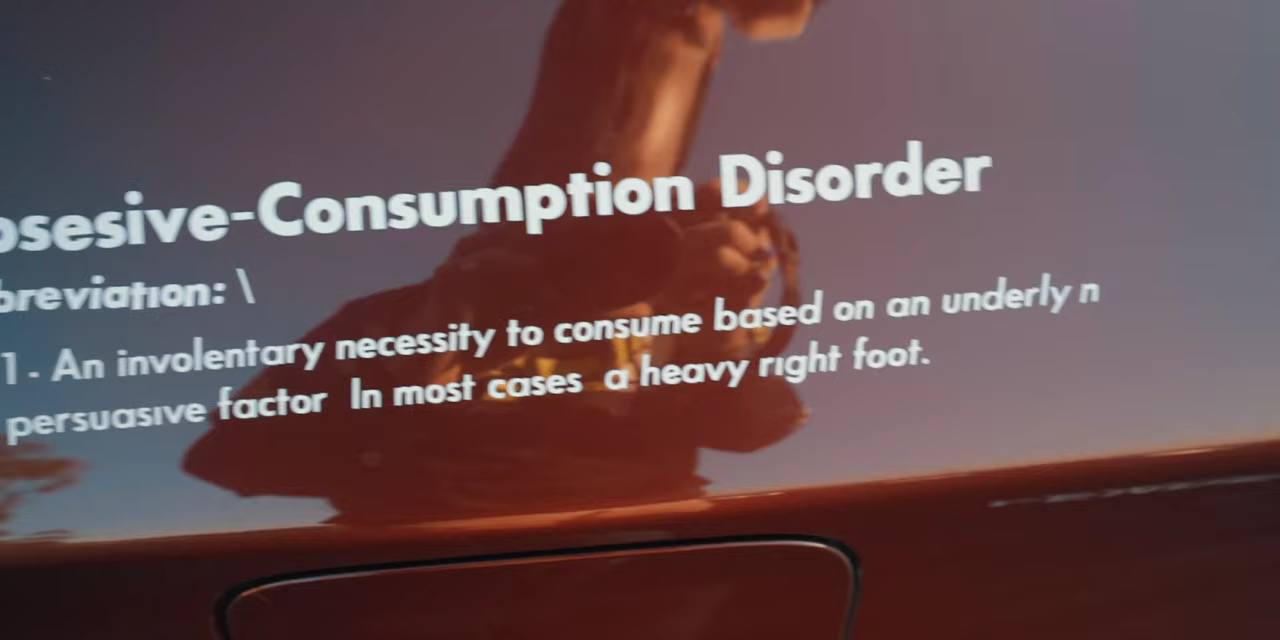 osesive-Consumption Disorder
breviation: \
1- An involentary necessity to consume based on an underly n
persuasive factor In most cases a heavy right foot.